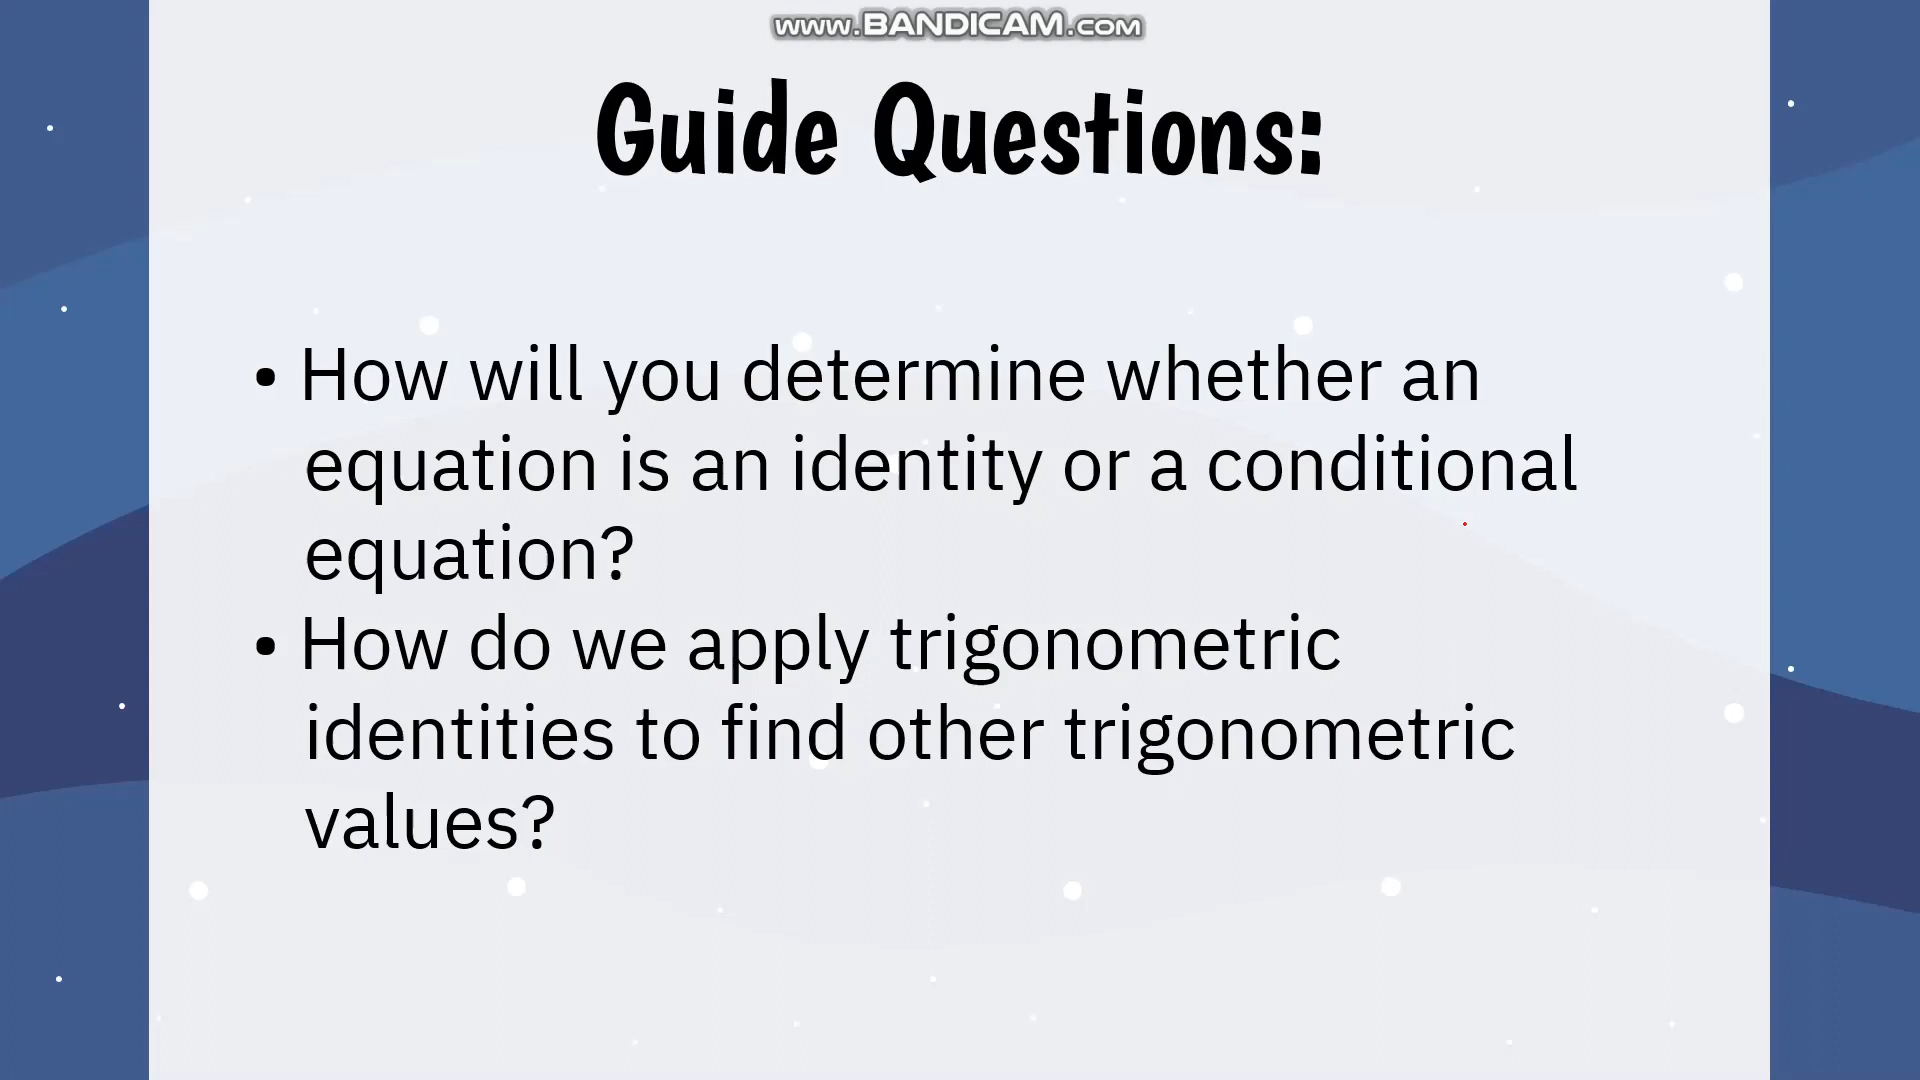 www.BANDICAM.com
Guide Questions:
• How will you determine whether an
equation is an identity or a conditional
equation?
• How do we apply trigonometric
identities to find other trigonometric
values?